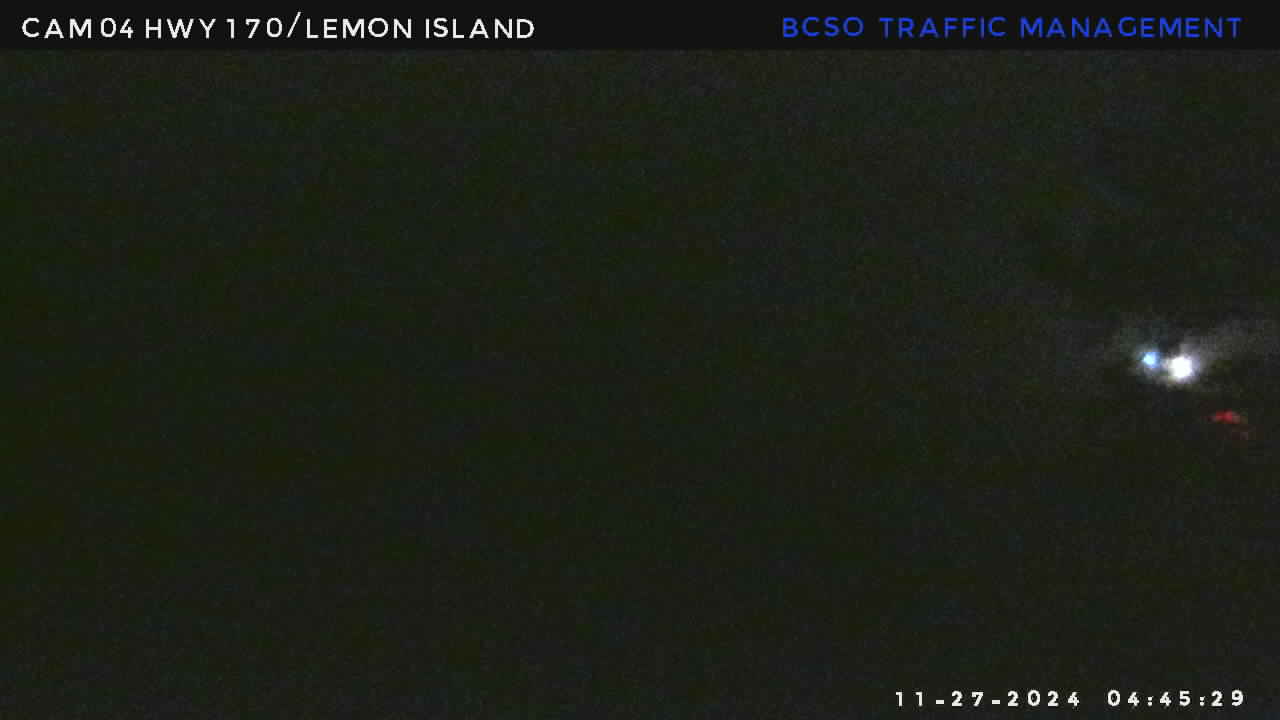 CAM 04 HWY 170/LEMON ISLAND
BCSO TRAFFIC MANAGEMENT
11-27-2024 04:45:29